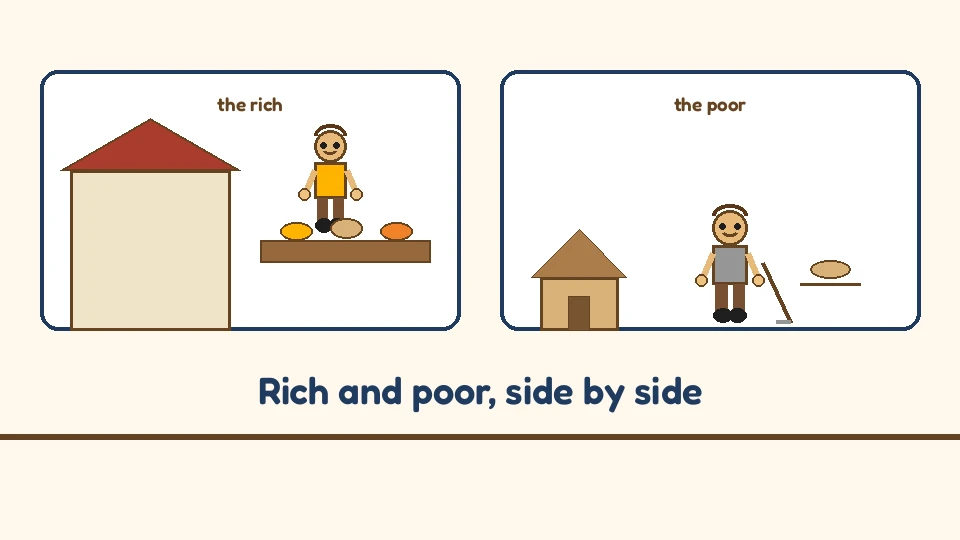 the rich
the poor
Rich and poor, side by side